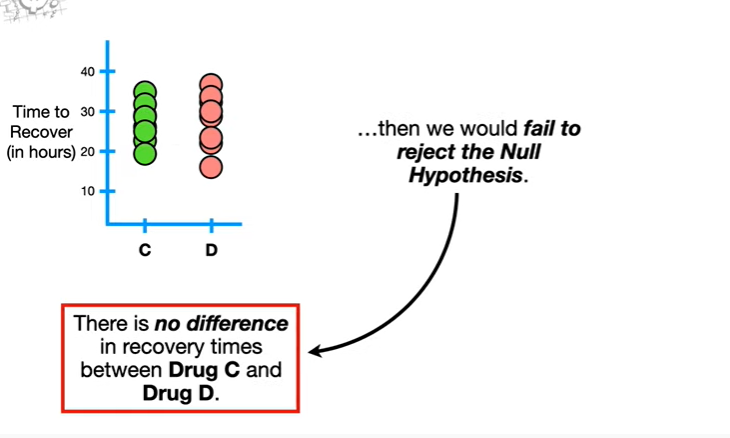 40
30
20
10
Time to
Recover
(in hours)
C
D
…then we would fail to
reject the Null
Hypothesis.
There is no difference
in recovery times
between Drug C and
Drug D.